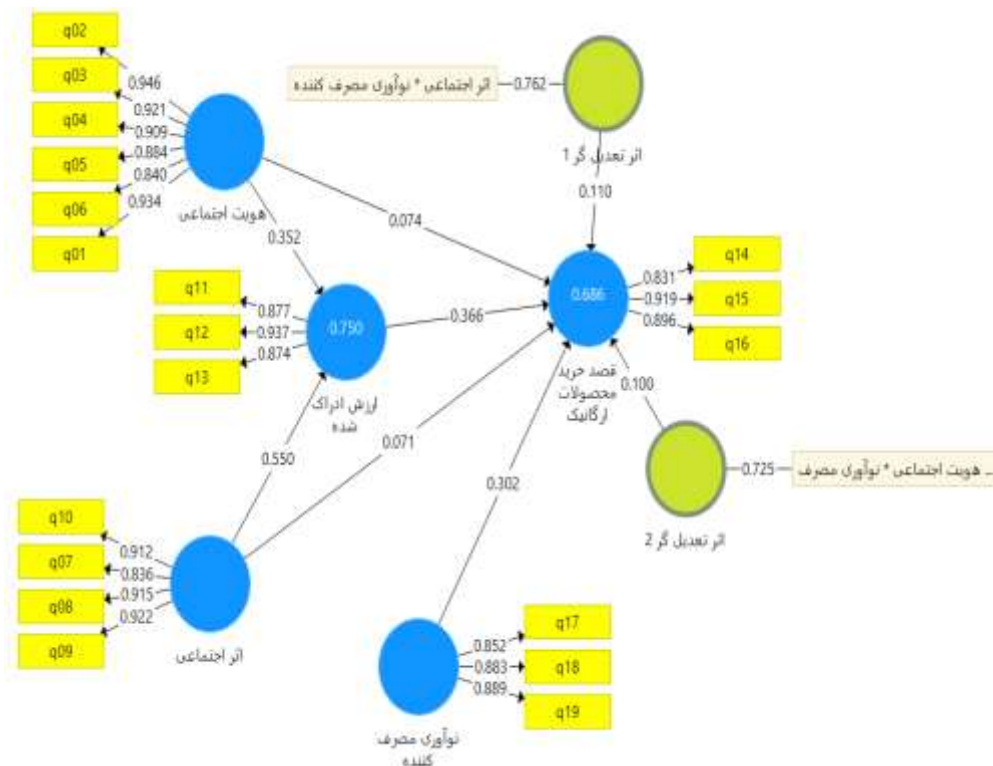 q02
q03
q04
q05
q06
q01
0.946
0.921
0.909
0.884
0.840
0.934
هویت اجتماعی
0.352
0.074
اثر اجتماعی * نوآوری مصرف کننده
0.762
اثر تعدیل گر 1
0.110
q11
q12
q13
0.877
0.937
0.874
0.750
ارزش ادراک
شده
0.366
0.686
قصد خرید
محصولات
ارگانیک
0.831
0.919
0.896
q14
q15
q16
0.550
0.071
0.302
0.100
0.725
هویت اجتماعی * نوآوری مصرف ...
اثر تعدیل گر 2
q10
q07
q08
q09
0.912
0.836
0.915
0.922
اثر اجتماعی
0.852
0.883
0.889
q17
q18
q19
نوآوری مصرف
کننده